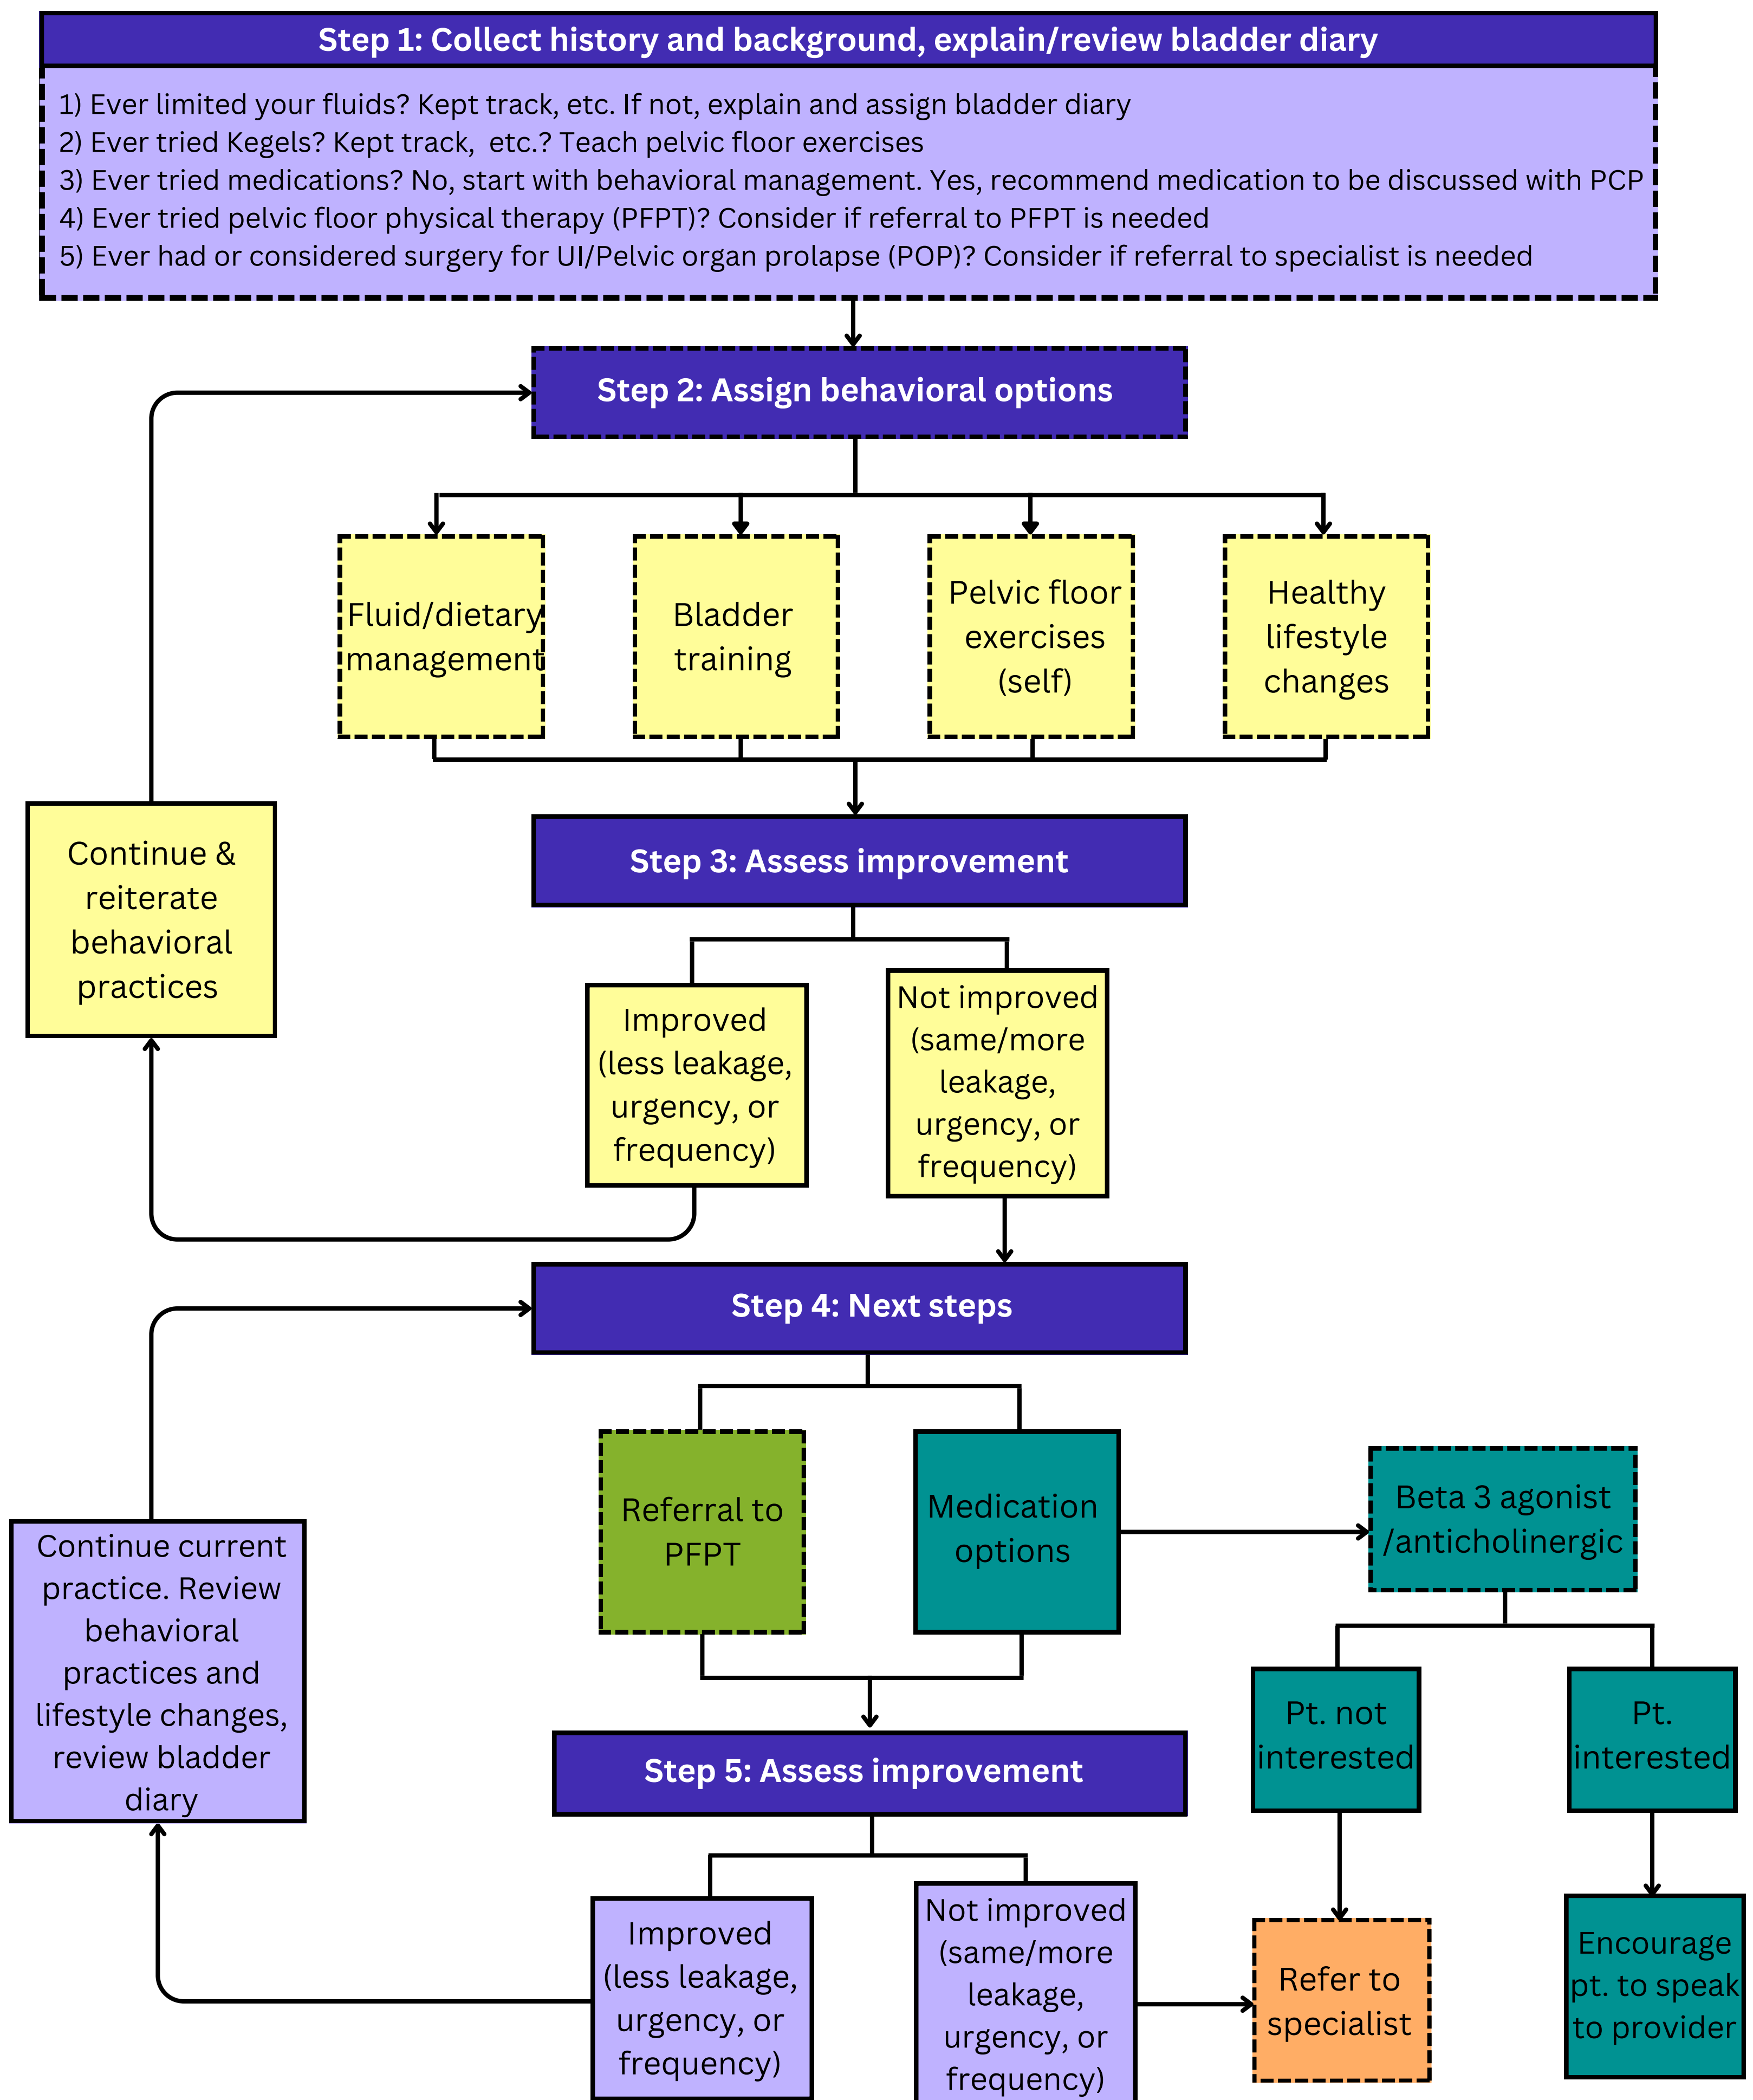 Step 1: Collect history and background, explain/review bladder diary
1) Ever limited your fluids? Kept track, etc. If not, explain and assign bladder diary
2) Ever tried Kegels? Kept track, etc.? Teach pelvic floor exercises
3) Ever tried medications? No, start with behavioral management. Yes, recommend medication to be discussed with PCP
4) Ever tried pelvic floor physical therapy (PFPT)? Consider if referral to PFPT is needed
5) Ever had or considered surgery for UI/Pelvic organ prolapse (POP)? Consider if referral to specialist is needed
Step 2: Assign behavioral options
Fluid/dietary
management
Bladder
training
Pelvic floor
exercises
(self)
Healthy
lifestyle
changes
Continue &
reiterate
behavioral
practices
Step 3: Assess improvement
Improved
(less leakage,
urgency, or
frequency)
Not improved
(same/more
leakage,
urgency, or
frequency)
Step 4: Next steps
Referral to
PFPT
Medication
options
Beta 3 agonist
/anticholinergic
Continue current
practice. Review
behavioral
practices and
lifestyle changes,
review bladder
diary
Pt. not
interested
Pt.
interested
Step 5: Assess improvement
Improved
(less leakage,
urgency, or
frequency)
Not improved
(same/more
leakage,
urgency, or
frequency)
Refer to
specialist
Encourage
pt. to speak
to provider